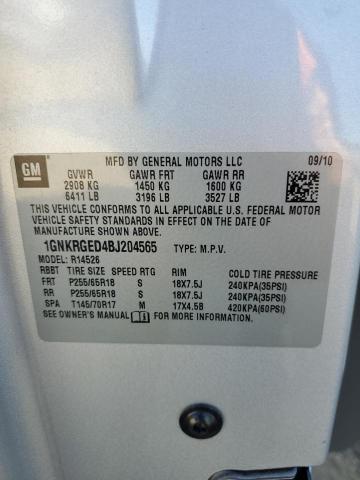 GM
MFD BY GENERAL MOTORS LLC 09/10
GVWR GAWR FRT GAWR RR
2908 KG 1450 KG 1600 KG
6411 LB 3196 LB 3527 LB
THIS VEHICLE CONFORMS TO ALL APPLICABLE U.S. FEDERAL MOTOR
VEHICLE SAFETY STANDARDS IN EFFECT ON THE DATE OF
MANUFACTURE SHOWN ABOVE.
1GNKRGED4BJ204565 TYPE: M.P.V.
MODEL: R14526
RBBT TIRE SIZE SPEED RTG RIM COLD TIRE PRESSURE
FRT P255/65R18 S 18X7.5J 240KPA(35PSI)
RR P255/65R18 S 18X7.5J 240KPA(35PSI)
SPA T145/70R17 M 17X4.5B 420KPA(60PSI)
SEE OWNER'S MANUAL FOR MORE INFORMATION.